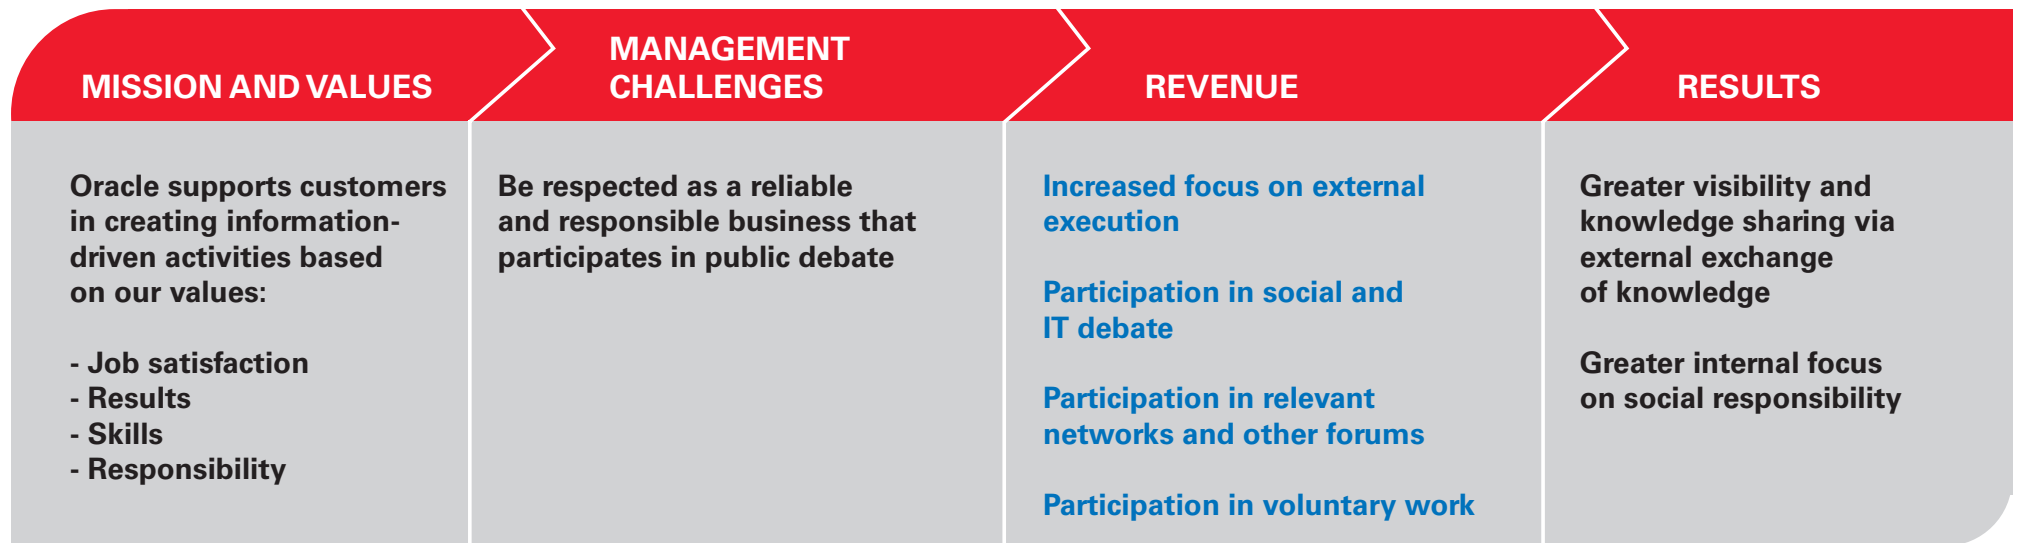 MISSION AND VALUES
Oracle supports customers
in creating information-
driven activities based
on our values:
- Job satisfaction
- Results
- Skills
- Responsibility
MANAGEMENT
CHALLENGES
Be respected as a reliable
and responsible business that
participates in public debate
REVENUE
Increased focus on external
execution
Participation in social and
IT debate
Participation in relevant
networks and other forums
Participation in voluntary work
RESULTS
Greater visibility and
knowledge sharing via
external exchange
of knowledge
Greater internal focus
on social responsibility